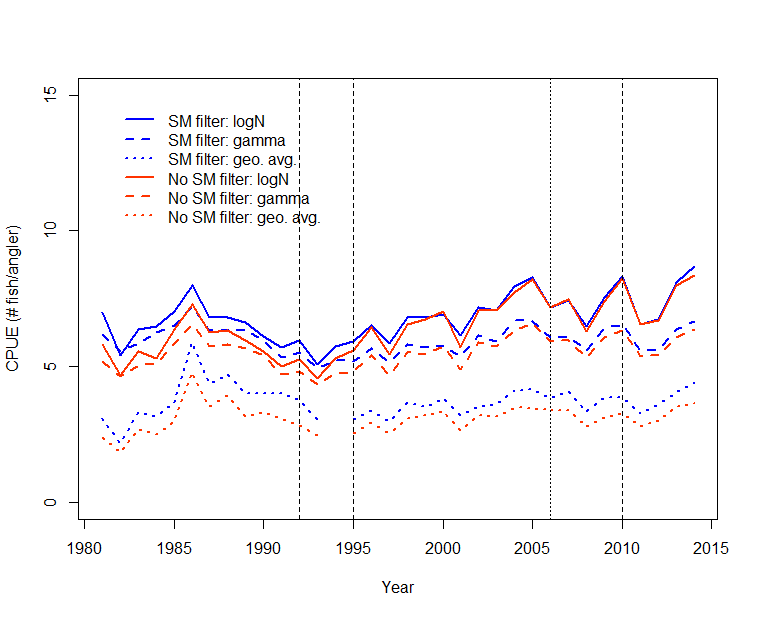 15
10
5
0
CPUE (# fish/angler)
SM filter: logN
SM filter: gamma
SM filter: geo. avg.
No SM filter: logN
No SM filter: gamma
No SM filter: geo. avg.
1980 1985 1990 1995 2000 2005 2010 2015
Year